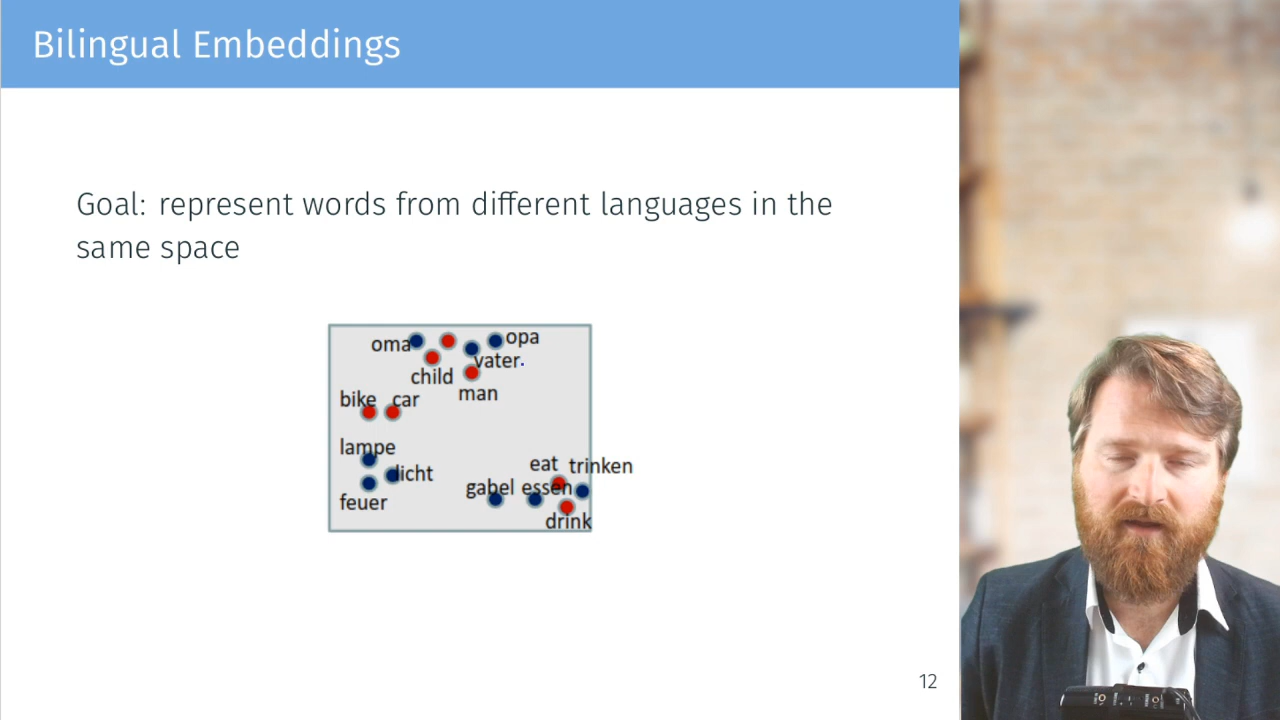 Bilingual Embeddings
Goal: represent words from different languages in the
same space
oma
opa
vater
child
man
bike car
lampe
licht
feuer
eat trinken
gabel essen
drink
12